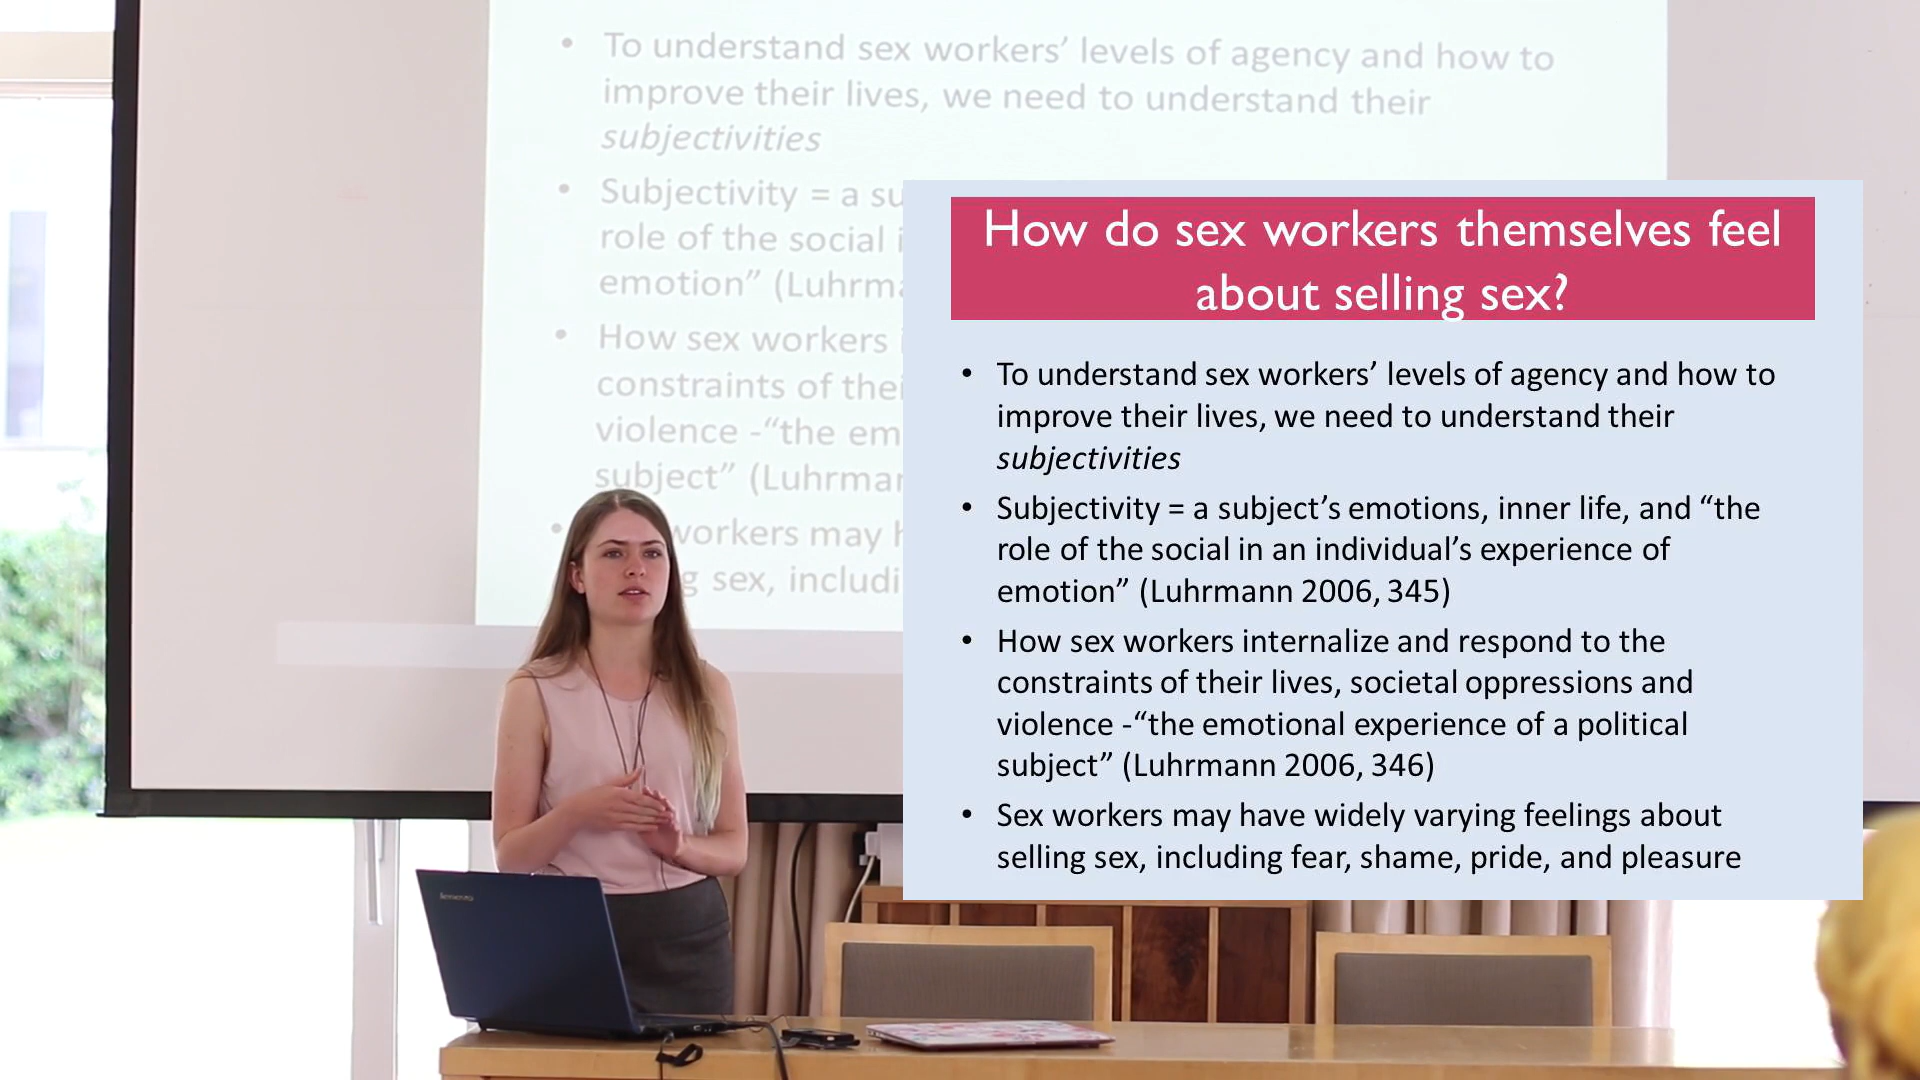 • To understand sex workers’ levels of agency and how to
improve their lives, we need to understand their
subjectivities
• Subjectivity = a su
role of the social i
emotion” (Luhrma
• How sex workers
constraints of thei
violence -“the em
subject” (Luhrmar
• workers may h
g sex, includi
How do sex workers themselves feel
about selling sex?
• To understand sex workers’ levels of agency and how to
improve their lives, we need to understand their
subjectivities
• Subjectivity = a subject’s emotions, inner life, and “the
role of the social in an individual’s experience of
emotion” (Luhrmann 2006, 345)
• How sex workers internalize and respond to the
constraints of their lives, societal oppressions and
violence -“the emotional experience of a political
subject” (Luhrmann 2006, 346)
• Sex workers may have widely varying feelings about
selling sex, including fear, shame, pride, and pleasure
lenovo